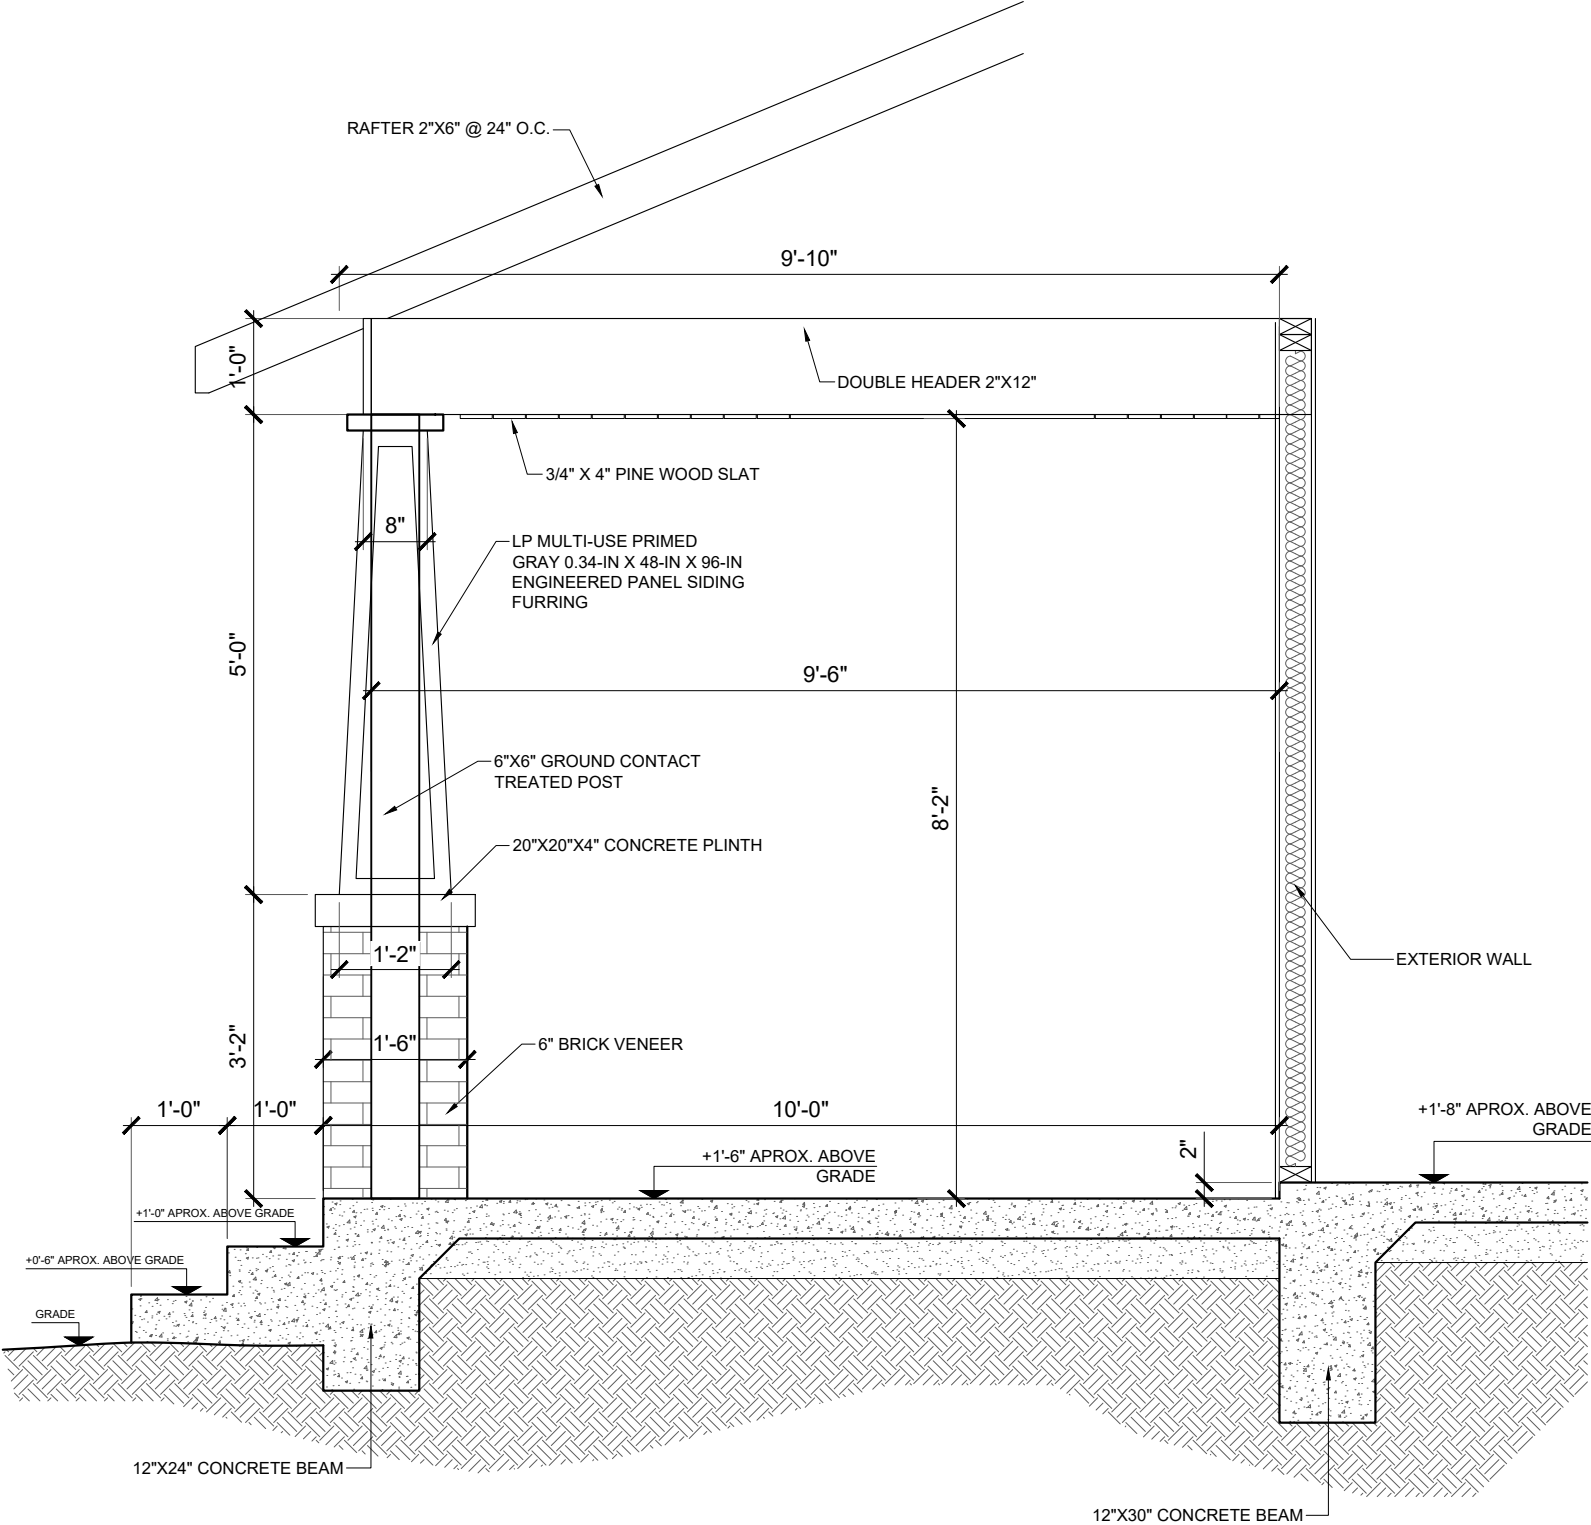 RAFTER 2"X6" @ 24" O.C.
9'-10"
1'-0"
DOUBLE HEADER 2"X12"
3/4" X 4" PINE WOOD SLAT
8"
LP MULTI-USE PRIMED
GRAY 0.34-IN X 48-IN X 96-IN
ENGINEERED PANEL SIDING
FURRING
5'-0"
9'-6"
6"X6" GROUND CONTACT
TREATED POST
8'-2"
20"X20"X4" CONCRETE PLINTH
1'-2"
EXTERIOR WALL
3'-2"
1'-6"
6" BRICK VENEER
1'-0"
1'-0"
10'-0"
+1'-8" APROX. ABOVE
GRADE
+1'-6" APROX. ABOVE
GRADE
2"
+1'-0" APROX. ABOVE GRADE
+0'-6" APROX. ABOVE GRADE
GRADE
12"X24" CONCRETE BEAM
12"X30" CONCRETE BEAM